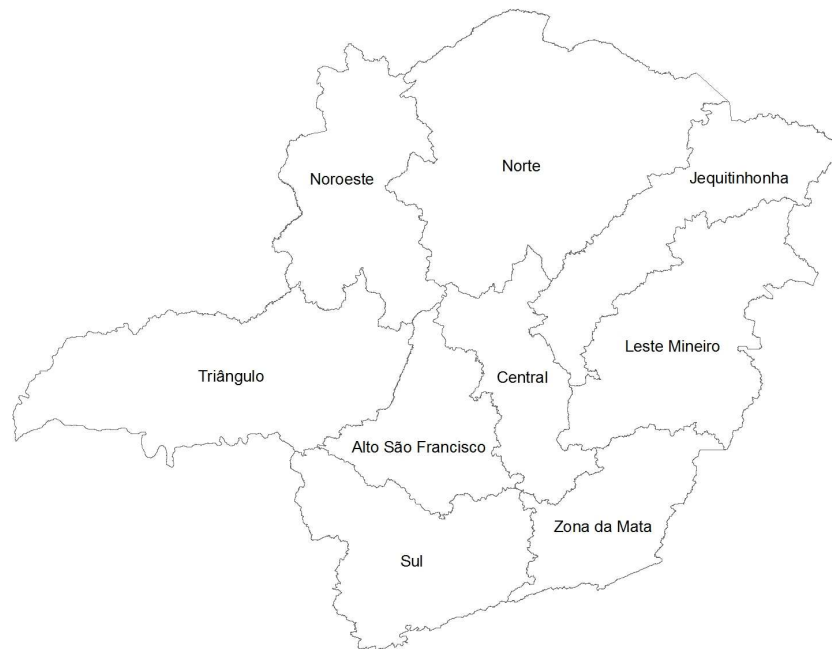 Norte
Noroeste
Jequitinhonha
Leste Mineiro
Triângulo
Central
Alto São Francisco
Zona da Mata
Sul